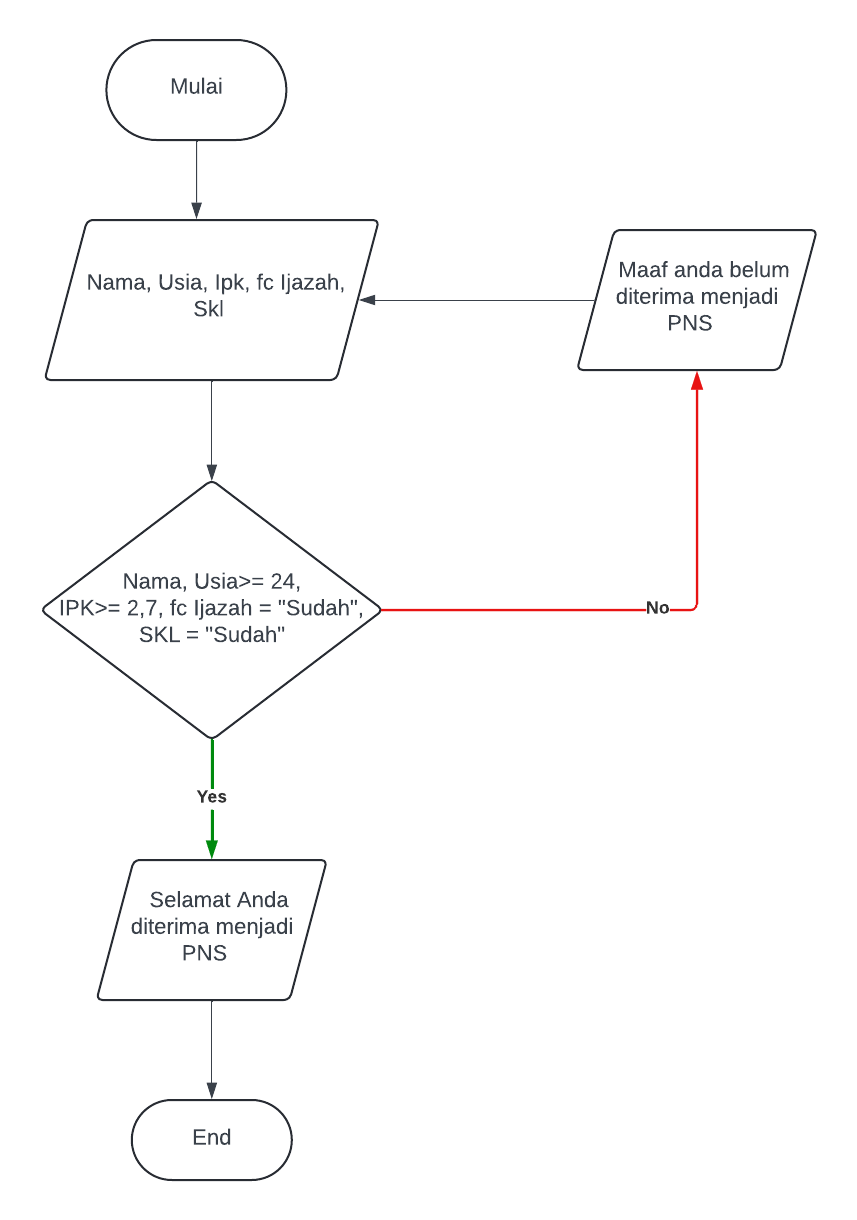 Mulai
Nama, Usia, Ipk, fc Ijazah,
Skl
Maaf anda belum
diterima menjadi
PNS
Nama, Usia>= 24,
IPK>= 2,7, fc Ijazah = "Sudah",
SKL = "Sudah"
No
Yes
Selamat Anda
diterima menjadi
PNS
End